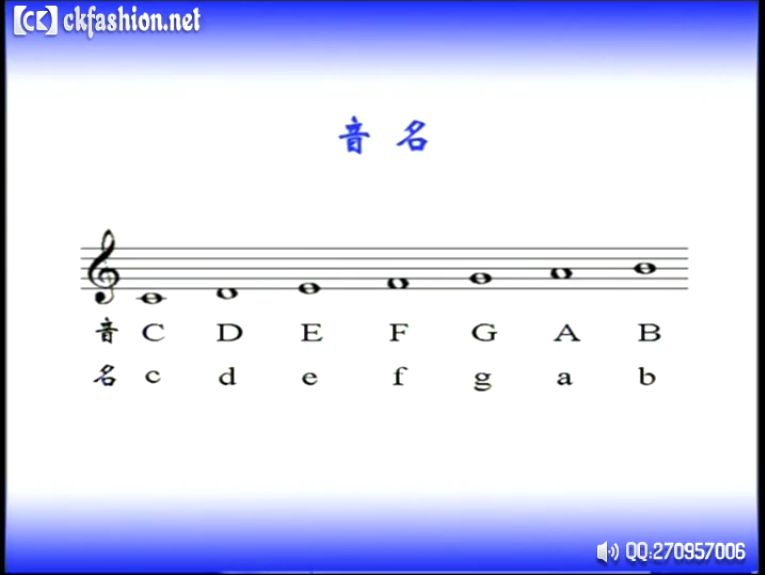 CK ckfashion.net
音名
音 C D E F G A B
名 c d e f g a b
QQ:270957006